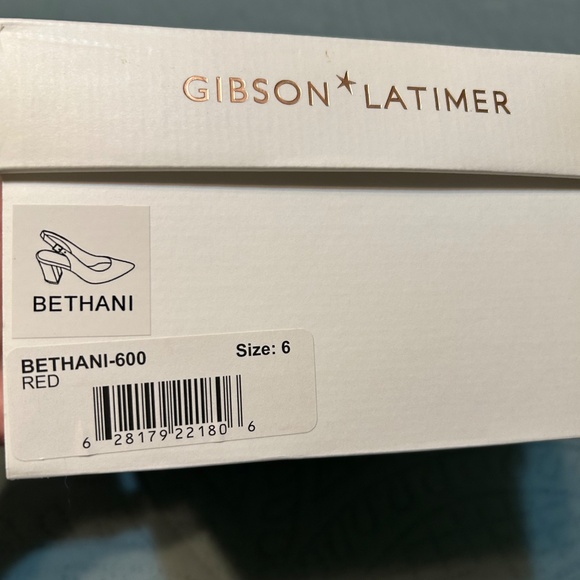 GIBSON★LATIMER
BETHANI
BETHANI-600 Size: 6
RED
6 28179 22180 6